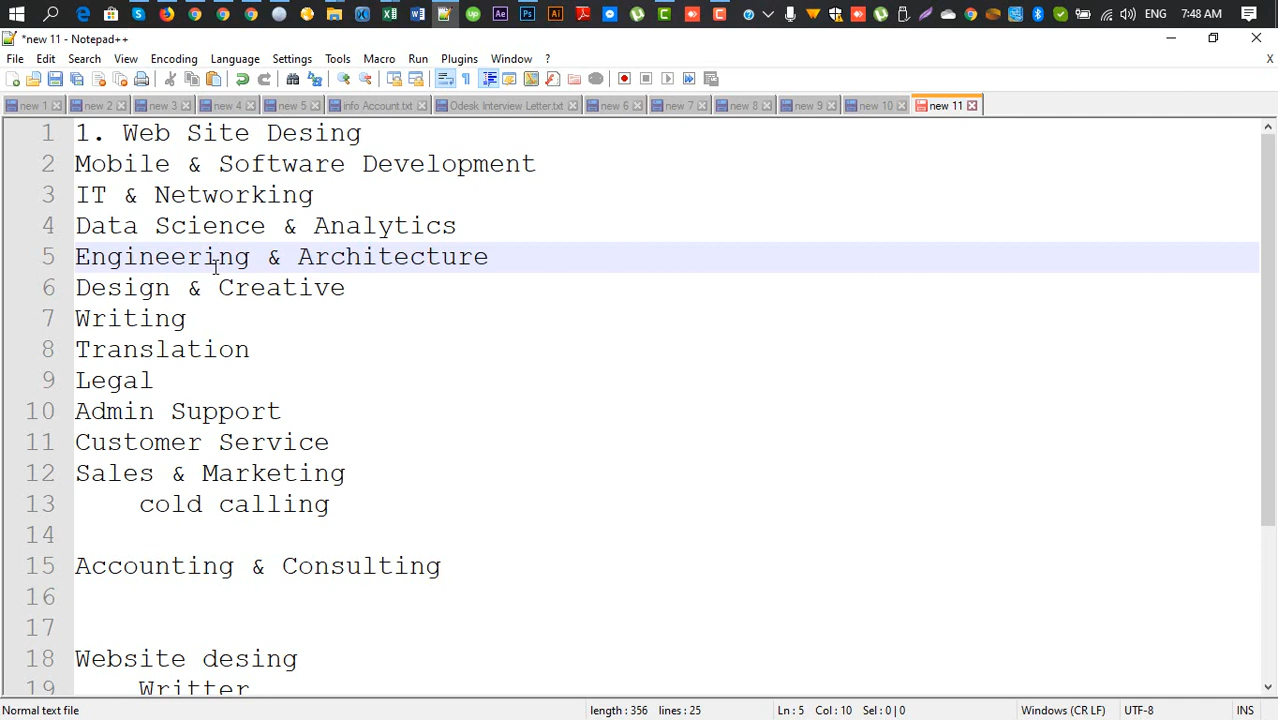 ENG 7:48 AM
*new 11 - Notepad++
File Edit Search View Encoding Language Settings Tools Macro Run Plugins Window ? X
new 1 new 2 new 3 new 4 new 5 info Account.txt Odesk Interview Letter.txt new 6 new 7 new 8 new 9 new 10 new 11
1 1. Web Site Desing
2 Mobile & Software Development
3 IT & Networking
4 Data Science & Analytics
5 Engineering & Architecture
6 Design & Creative
7 Writing
8 Translation
9 Legal
10 Admin Support
11 Customer Service
12 Sales & Marketing
13 cold calling
14
15 Accounting & Consulting
16
17
18 Website desing
19 Writter
Normal text file length : 356 lines : 25 Ln : 5 Col : 10 Sel : 0 | 0 Windows (CR LF) UTF-8 INS